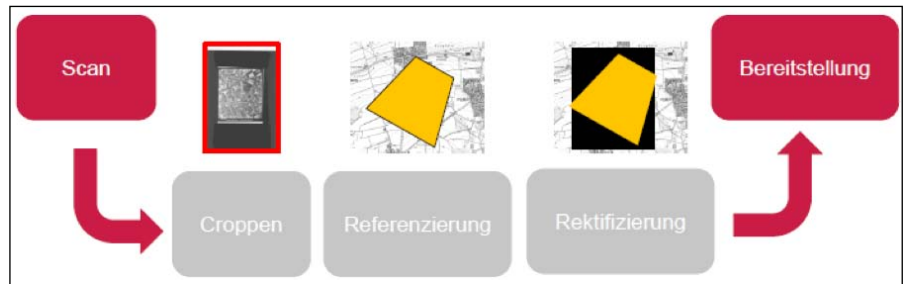 Scan
Bereitstellung
Croppen
Referenzierung
Rektifizierung